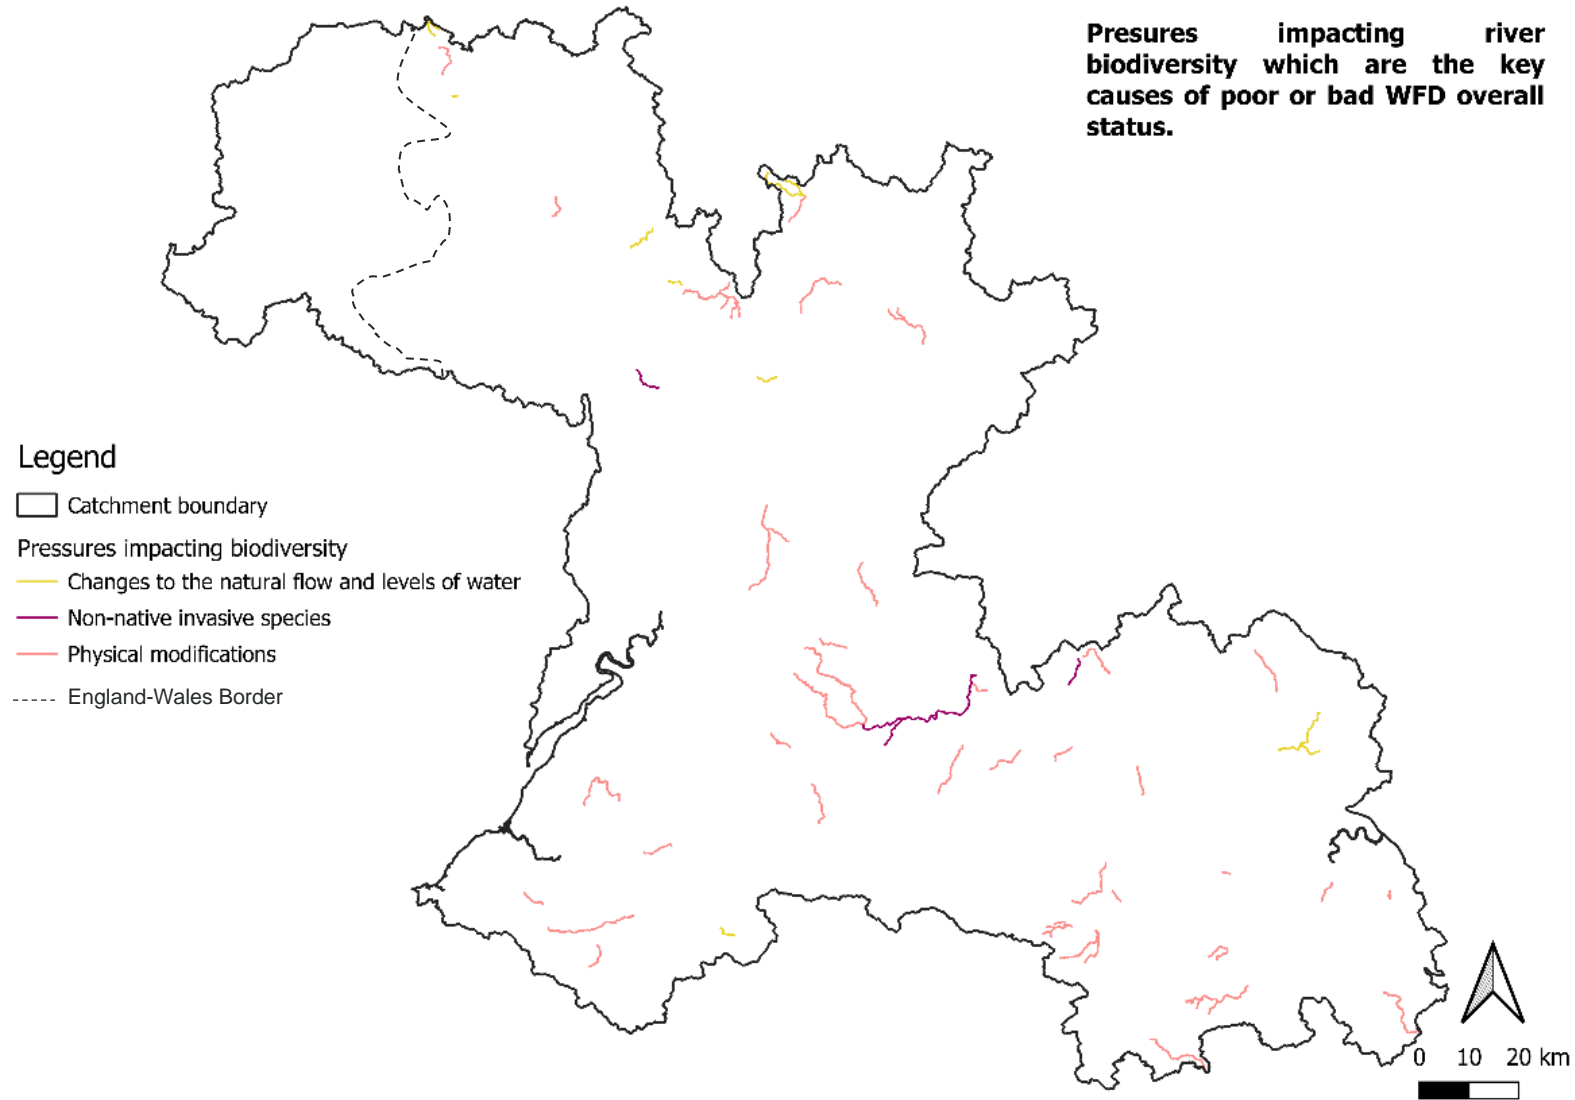 Presures impacting river
biodiversity which are the key
causes of poor or bad WFD overall
status.
Legend
Catchment boundary
Pressures impacting biodiversity
Changes to the natural flow and levels of water
Non-native invasive species
Physical modifications
England-Wales Border
0 10 20 km